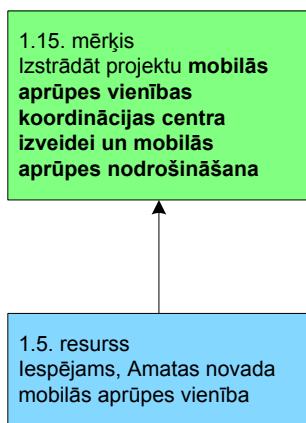 1.15. mērķis
Izstrādāt projektu mobilās
aprūpes vienības
koordinācijas centra
izveidei un mobilās
aprūpes nodrošināšana
1.5. resurss
Iespējams, Amatas novada
mobilās aprūpes vienība